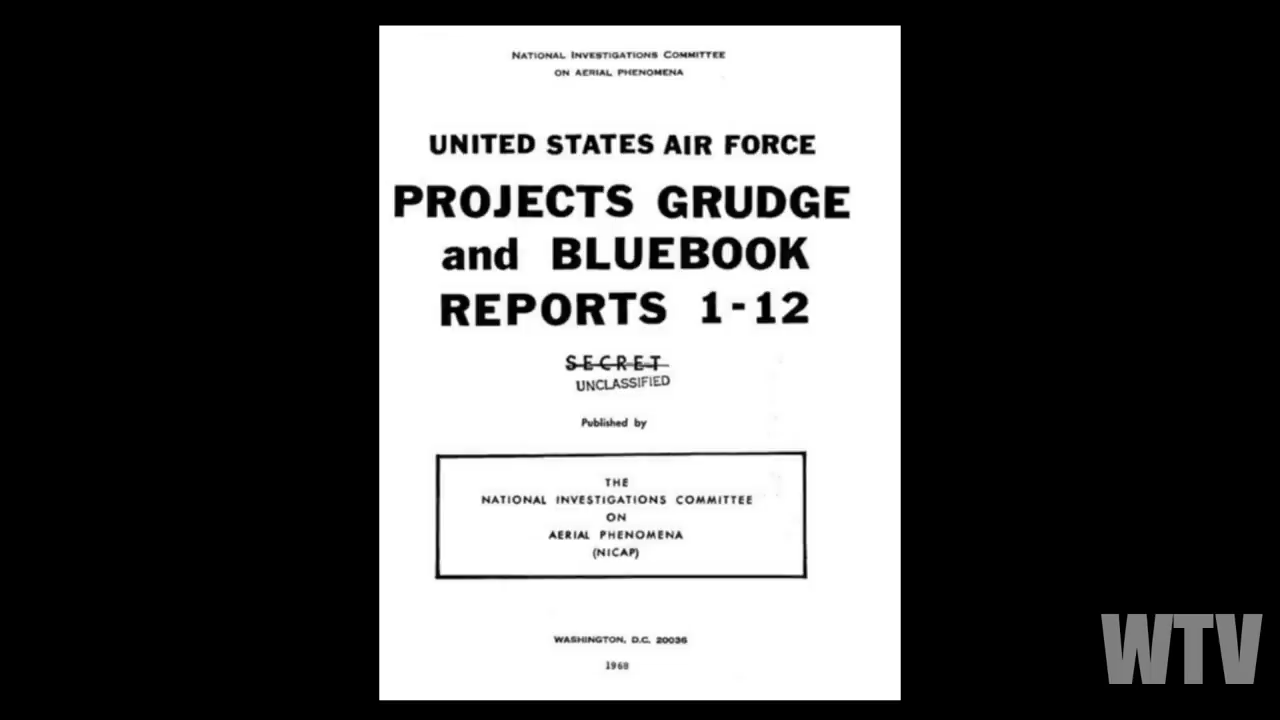 NATIONAL INVESTIGATIONS COMMITTEE
ON AERIAL PHENOMENA
UNITED STATES AIR FORCE
PROJECTS GRUDGE
and BLUEBOOK
REPORTS 1-12
SECRET
UNCLASSIFIED
Published by
THE
NATIONAL INVESTIGATIONS COMMITTEE
ON
AERIAL PHENOMENA
(NICAP)
WASHINGTON, D.C. 20036
1968
WTV